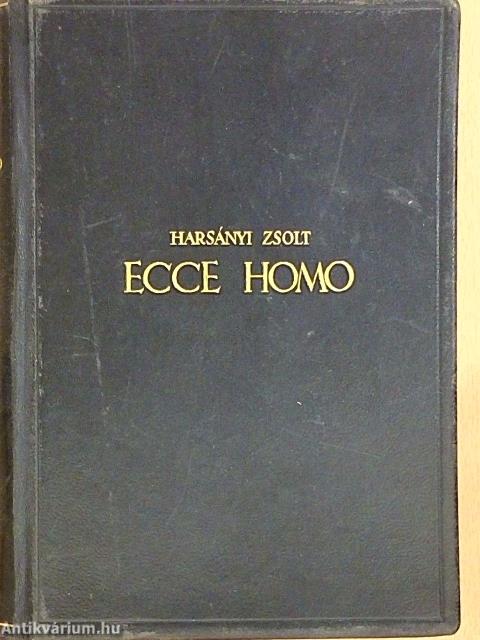 HARSÁNYI ZSOLT
ECCE HOMO
Antikvárium.hu